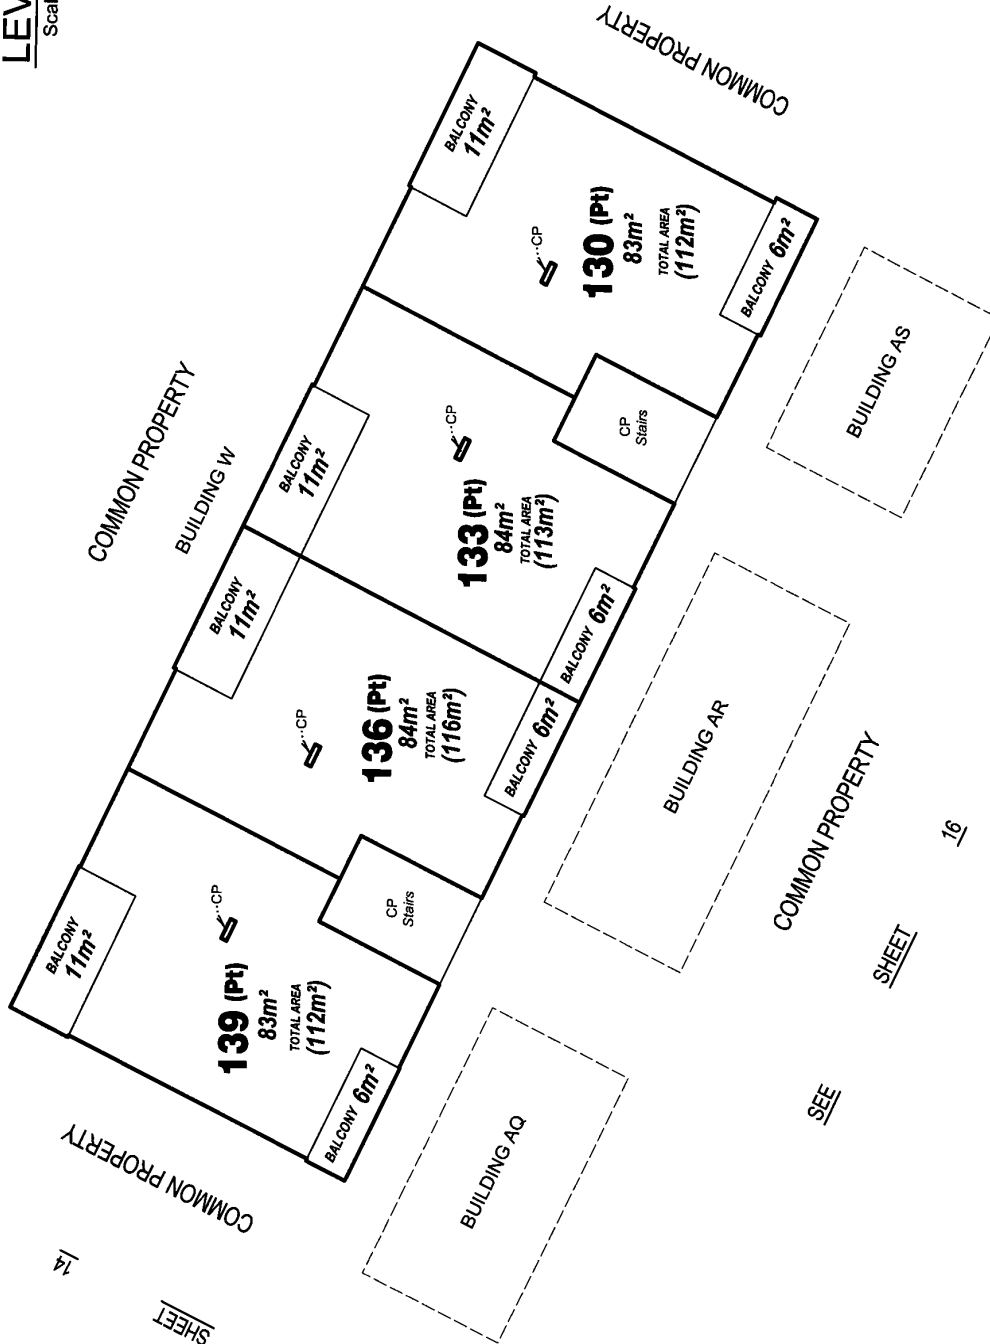 LEV
Scal
COMMON PROPERTY
BALCONY
11m²
CP
130 (Pt)
83m²
TOTAL AREA
(112m²)
BALCONY 6m²
BUILDING AS
COMMON PROPERTY
BUILDING W
BALCONY
11m²
CP
133 (Pt)
84m²
TOTAL AREA
(113m²)
CP
Stairs
BALCONY 6m²
BALCONY
11m²
CP
136 (Pt)
84m²
TOTAL AREA
(116m²)
BALCONY 6m²
BUILDING AR
COMMON PROPERTY
BALCONY
11m²
CP
139 (Pt)
83m²
TOTAL AREA
(112m²)
CP
Stairs
BALCONY 6m²
BUILDING AQ
COMMON PROPERTY
SEE SHEET 16
SHEET 14